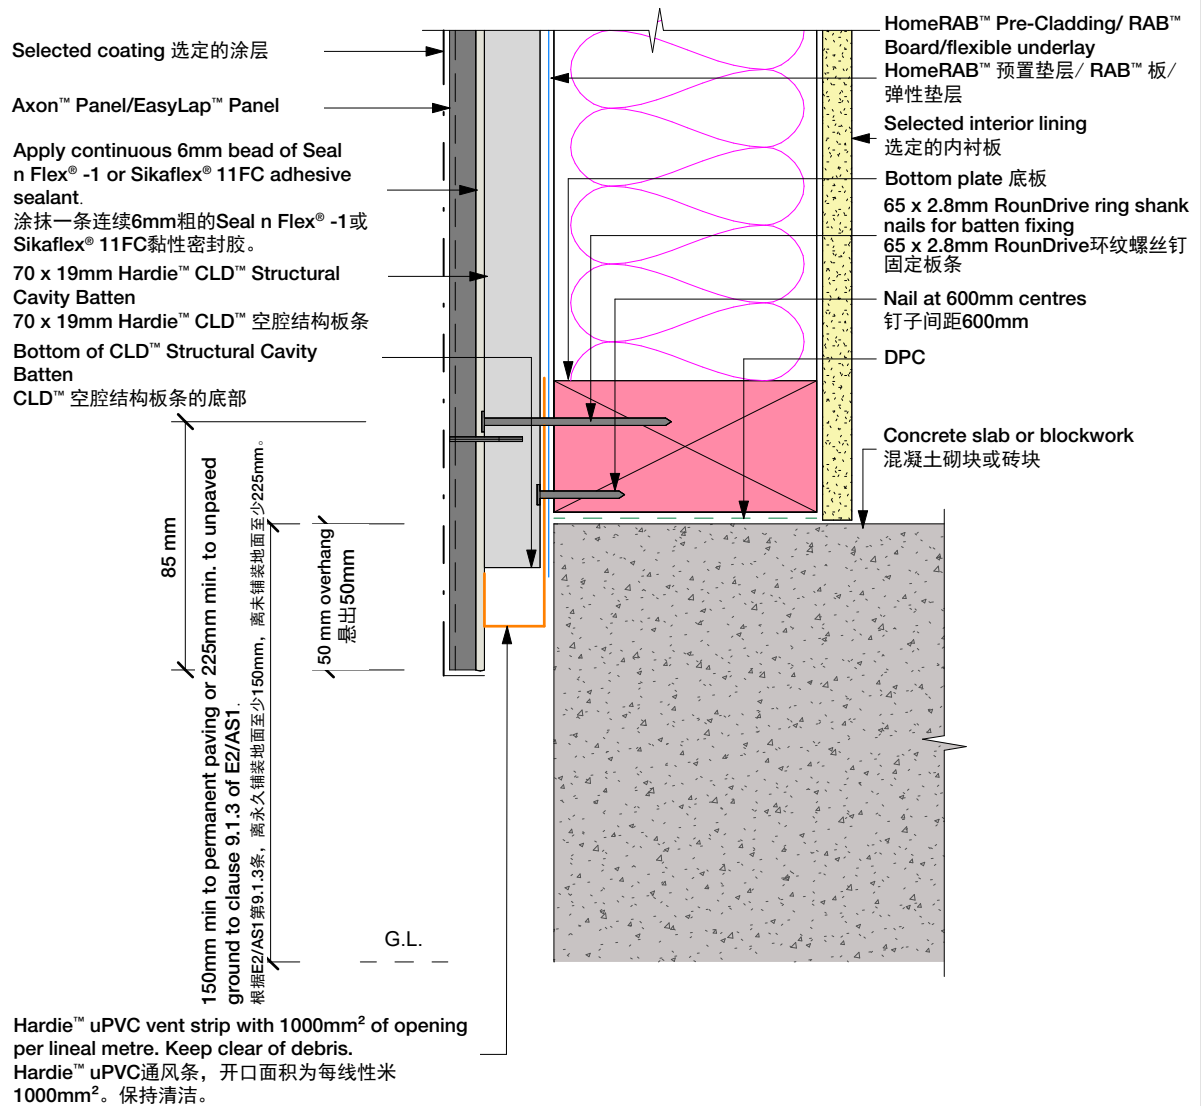 Selected coating 选定的涂层
Axon™ Panel/EasyLap™ Panel
Apply continuous 6mm bead of Seal
n Flex® -1 or Sikaflex® 11FC adhesive
sealant.
涂抹一条连续6mm粗的Seal n Flex® -1或
Sikaflex® 11FC黏性密封胶。
70 x 19mm Hardie™ CLD™ Structural
Cavity Batten
70 x 19mm Hardie™ CLD™ 空腔结构板条
Bottom of CLD™ Structural Cavity
Batten
CLD™ 空腔结构板条的底部
HomeRAB™ Pre-Cladding/ RAB™
Board/flexible underlay
HomeRAB™ 预置垫层/ RAB™ 板/
弹性垫层
Selected interior lining
选定的内衬板
Bottom plate 底板
65 x 2.8mm RounDrive ring shank
nails for batten fixing
65 x 2.8mm RounDrive环纹螺丝钉
固定板条
Nail at 600mm centres
钉子间距600mm
DPC
Concrete slab or blockwork
混凝土砌块或砖块
85 mm
150mm min to permanent paving or 225mm min. to unpaved
ground to clause 9.1.3 of E2/AS1.
根据E2/AS1第9.1.3条，离永久铺装地面至少150mm，离未铺装地面至少225mm。
50 mm overhang
悬出50mm
G.L.
Hardie™ uPVC vent strip with 1000mm² of opening
per lineal metre. Keep clear of debris.
Hardie™ uPVC通风条，开口面积为每线性米
1000mm²。保持清洁。